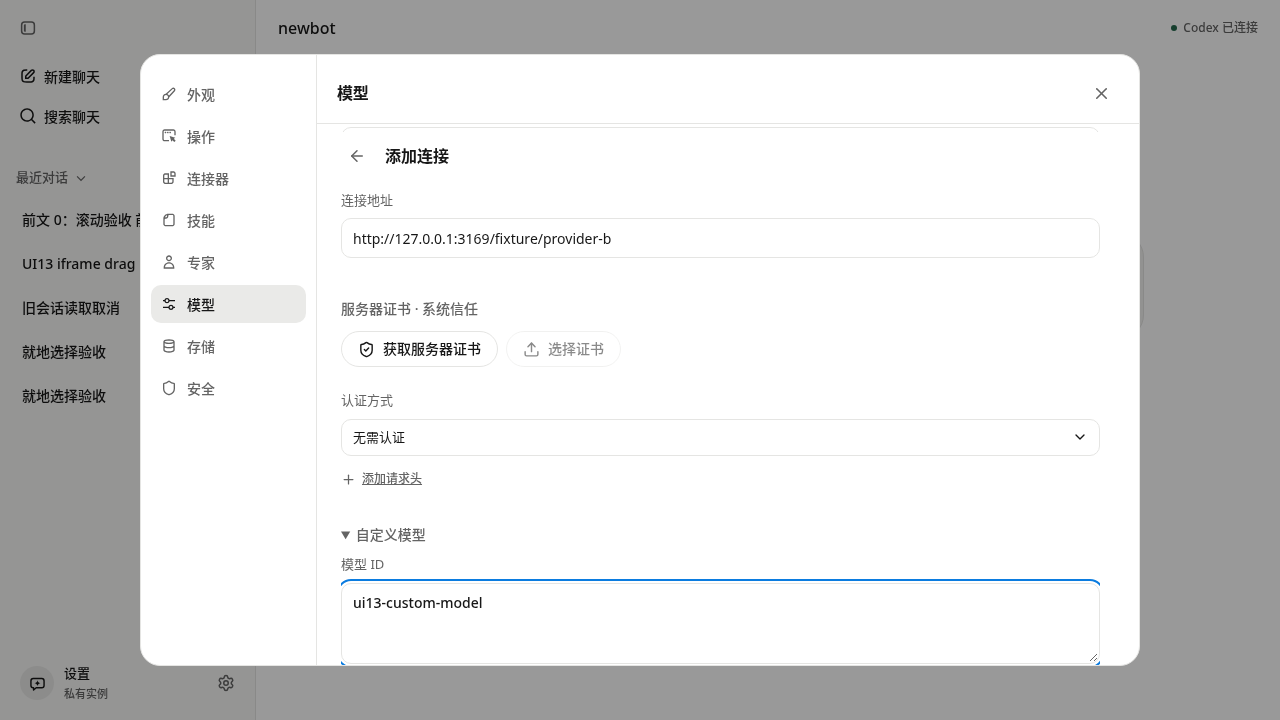 newbot
Codex 已连接
新建聊天
搜索聊天
最近对话
前文 0：滚动验收
UI13 iframe drag
旧会话读取取消
就地选择验收
就地选择验收
设置
私有实例
外观
操作
连接器
技能
专家
模型
存储
安全
模型
添加连接
连接地址
http://127.0.0.1:3169/fixture/provider-b
服务器证书 · 系统信任
获取服务器证书
选择证书
认证方式
无需认证
添加请求头
自定义模型
模型 ID
ui13-custom-model